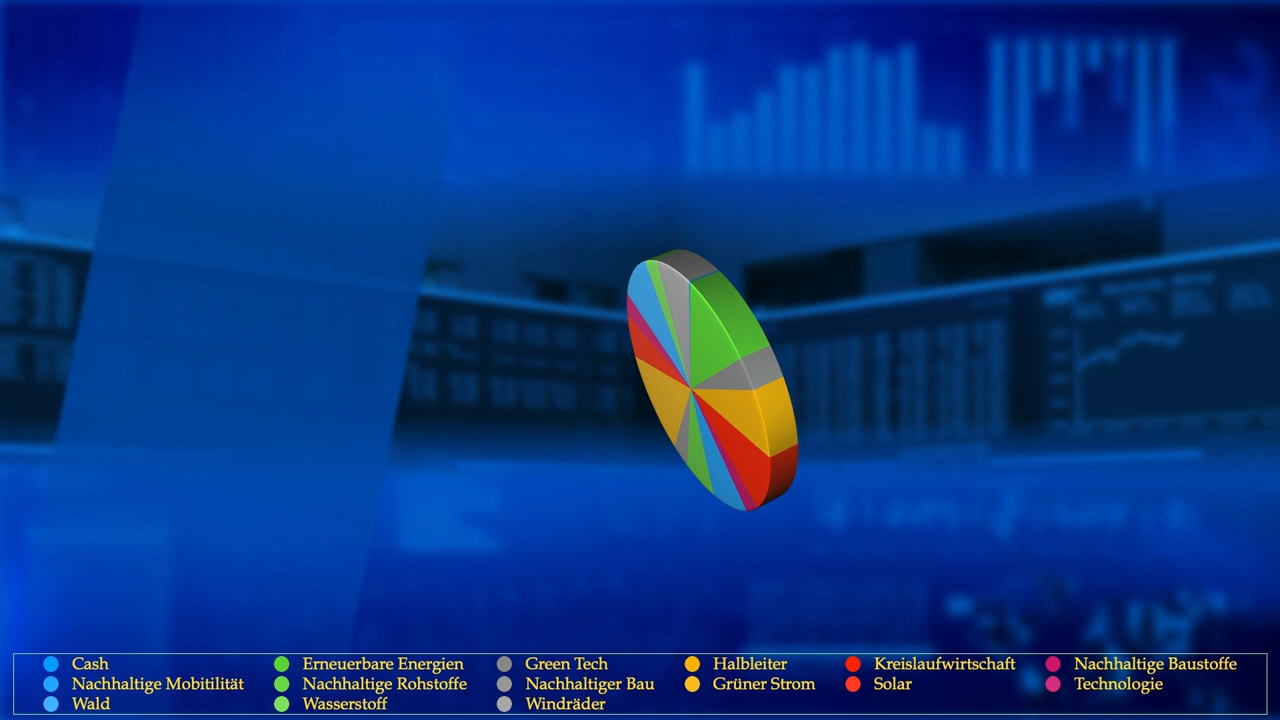 Cash Erneuerbare Energien Green Tech Halbleiter Kreislaufwirtschaft Nachhaltige Baustoffe
Nachhaltige Mobitilität Nachhaltige Rohstoffe Nachhaltiger Bau Grüner Strom Solar Technologie
Wald Wasserstoff Windräder